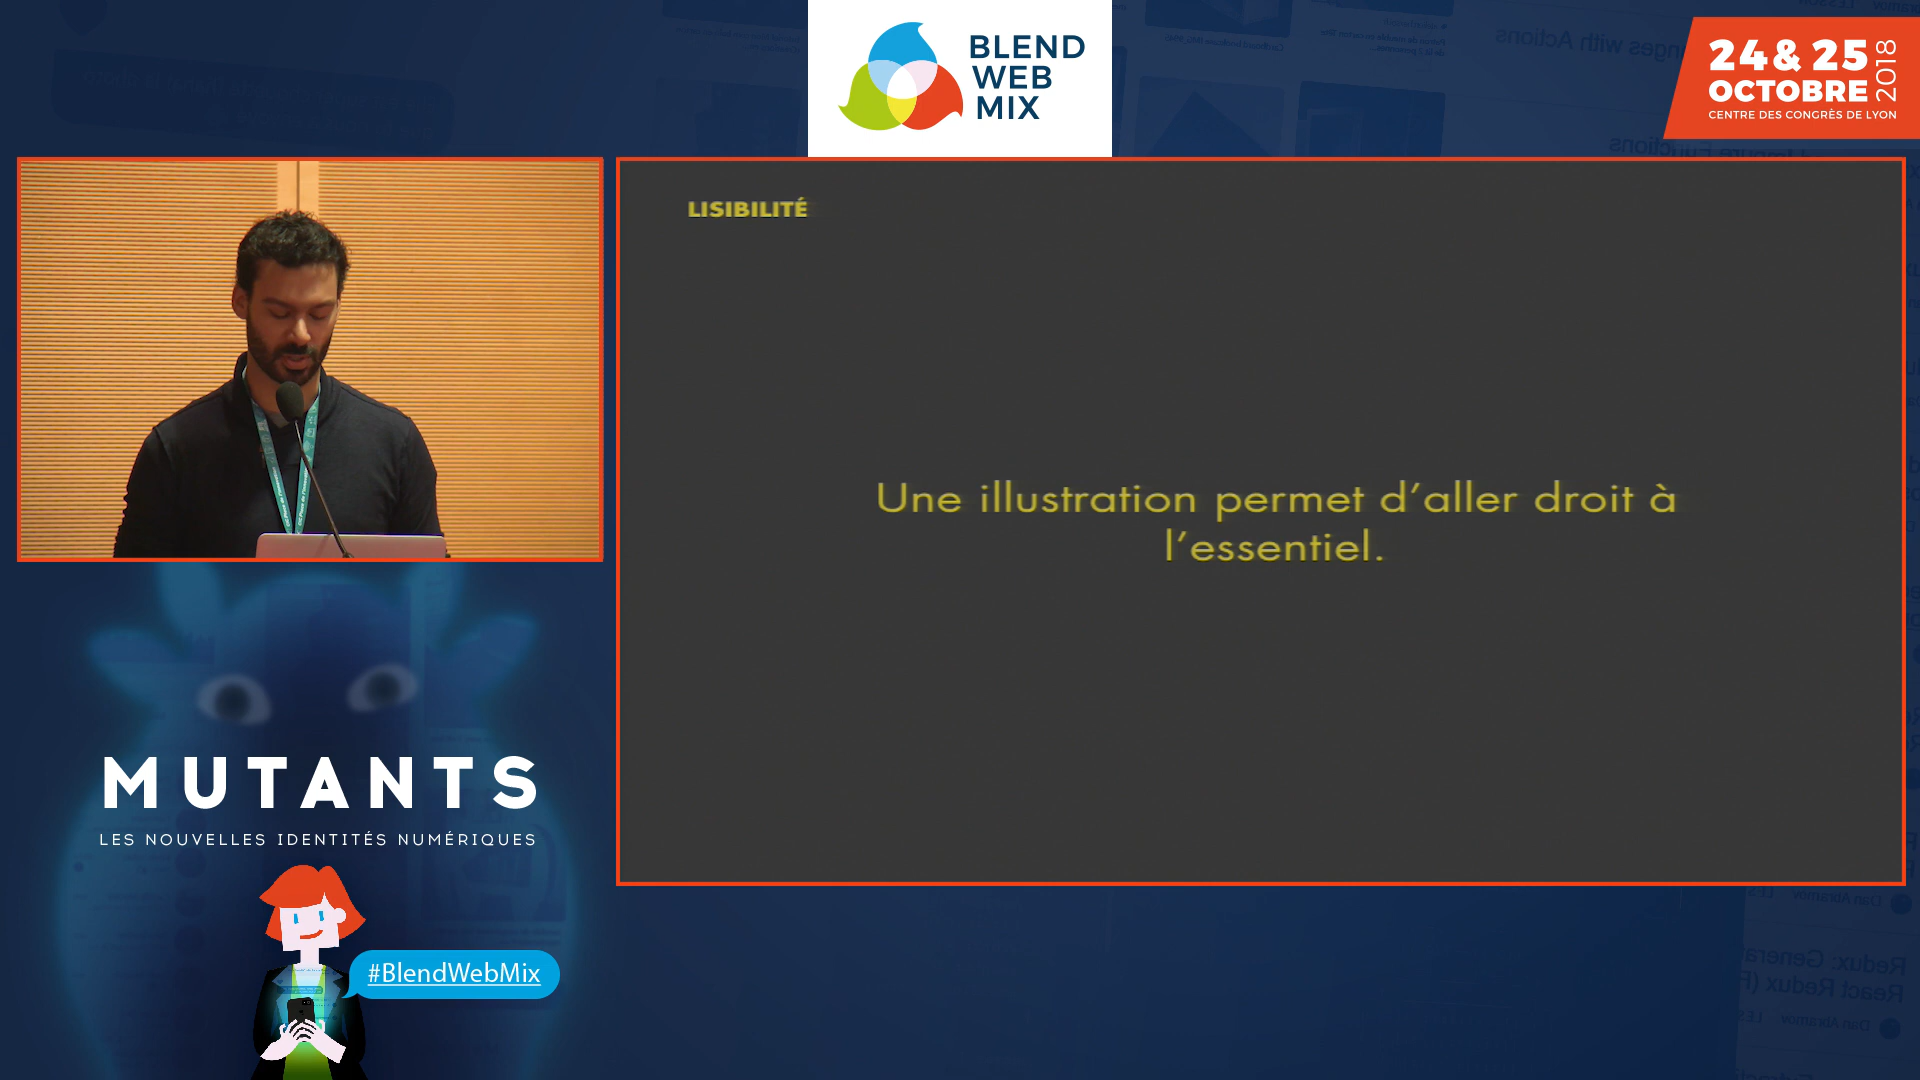 BLEND
WEB
MIX
24 & 25
OCTOBRE
2018
CENTRE DES CONGRÈS DE LYON
LISIBILITÉ
Une illustration permet d’aller droit à
l’essentiel.
MUTANTS
LES NOUVELLES IDENTITÉS NUMÉRIQUES
#BlendWebMix